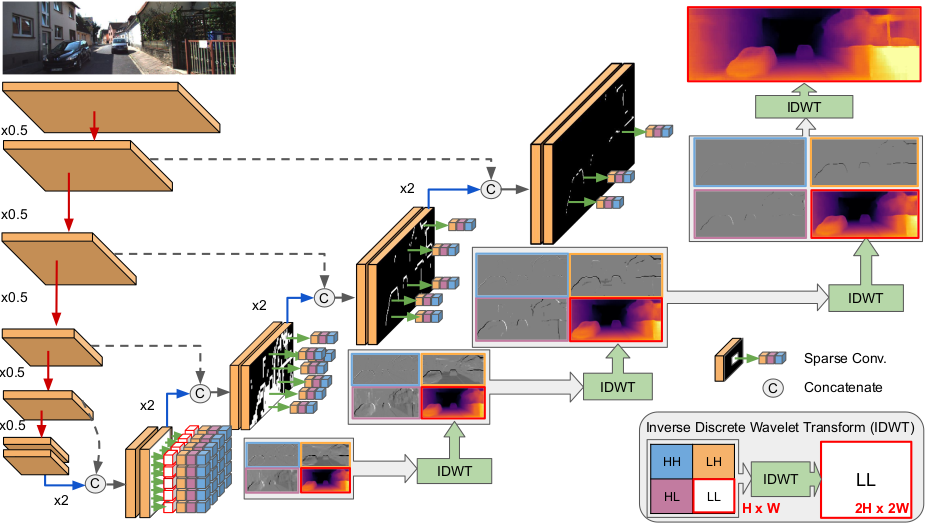 x0.5
x0.5
x0.5
x0.5
x0.5
x2
C
x2
C
x2
C
x2
C
IDWT
IDWT
IDWT
IDWT
IDWT
Sparse Conv.
C Concatenate
Inverse Discrete Wavelet Transform (IDWT)
HH LH
HL LL
H x W
IDWT
LL
2H x 2W